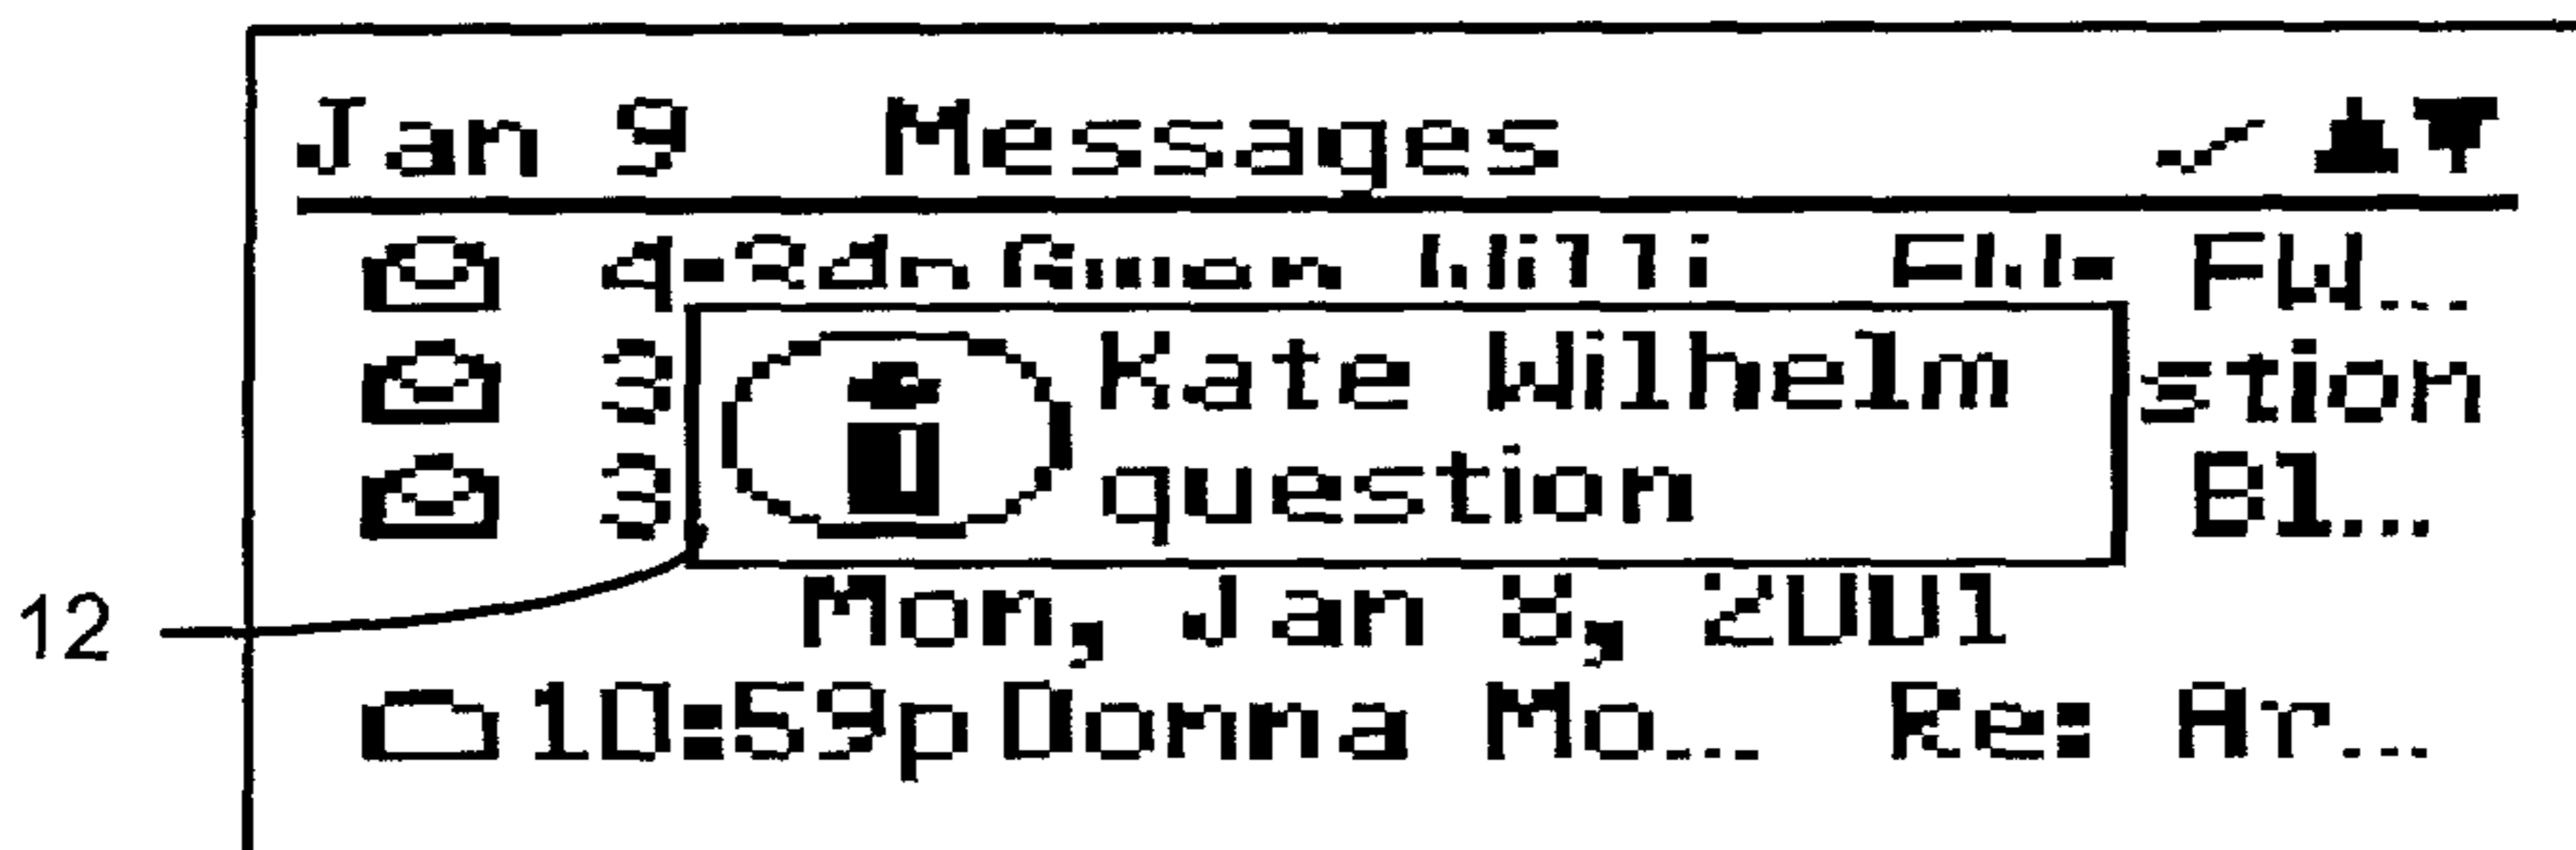 Jan 9 Messages
FW...
3 Kate Wilhelm stion
3 question Bl...
12
Mon, Jan 8, 2001
10:59p Donna Mo... Re: Ar...